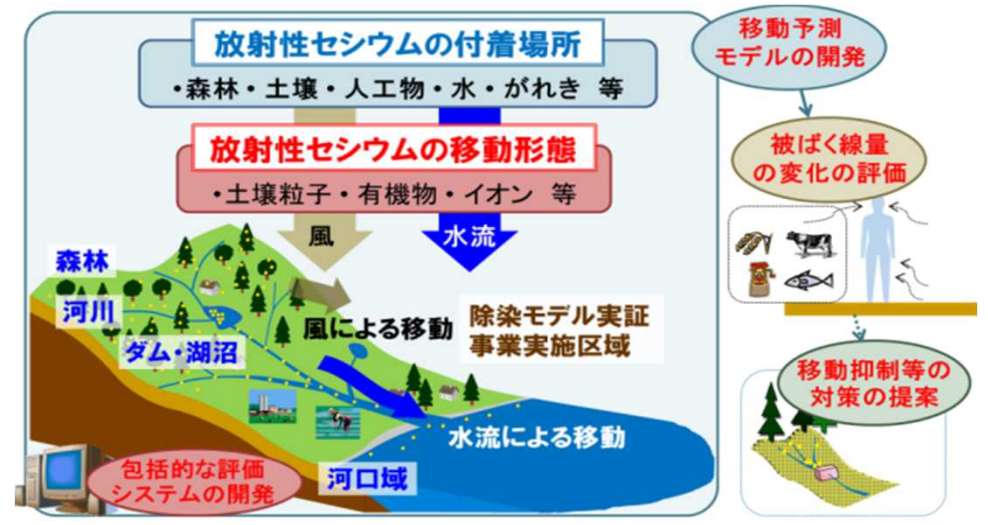 放射性セシウムの付着場所
・森林・土壌・人工物・水・がれき 等
放射性セシウムの移動形態
・土壌粒子・有機物・イオン 等
風
水流
森林
河川
ダム・湖沼
風による移動
除染モデル実証
事業実施区域
水流による移動
河口域
包括的な評価
システムの開発
移動予測
モデルの開発
被ばく線量
の変化の評価
移動抑制等の
対策の提案